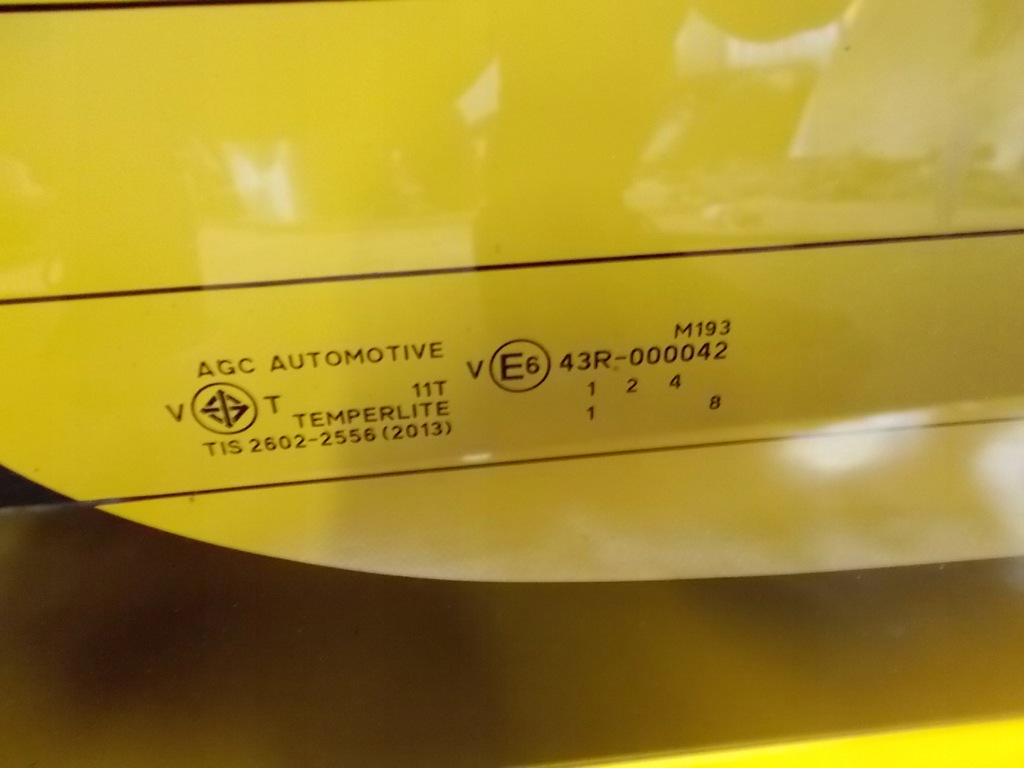 AGC AUTOMOTIVE
V T 11T
TEMPERLITE
TIS 2602-2556 (2013)
M193
V E6 43R-000042
1 2 4
1 8